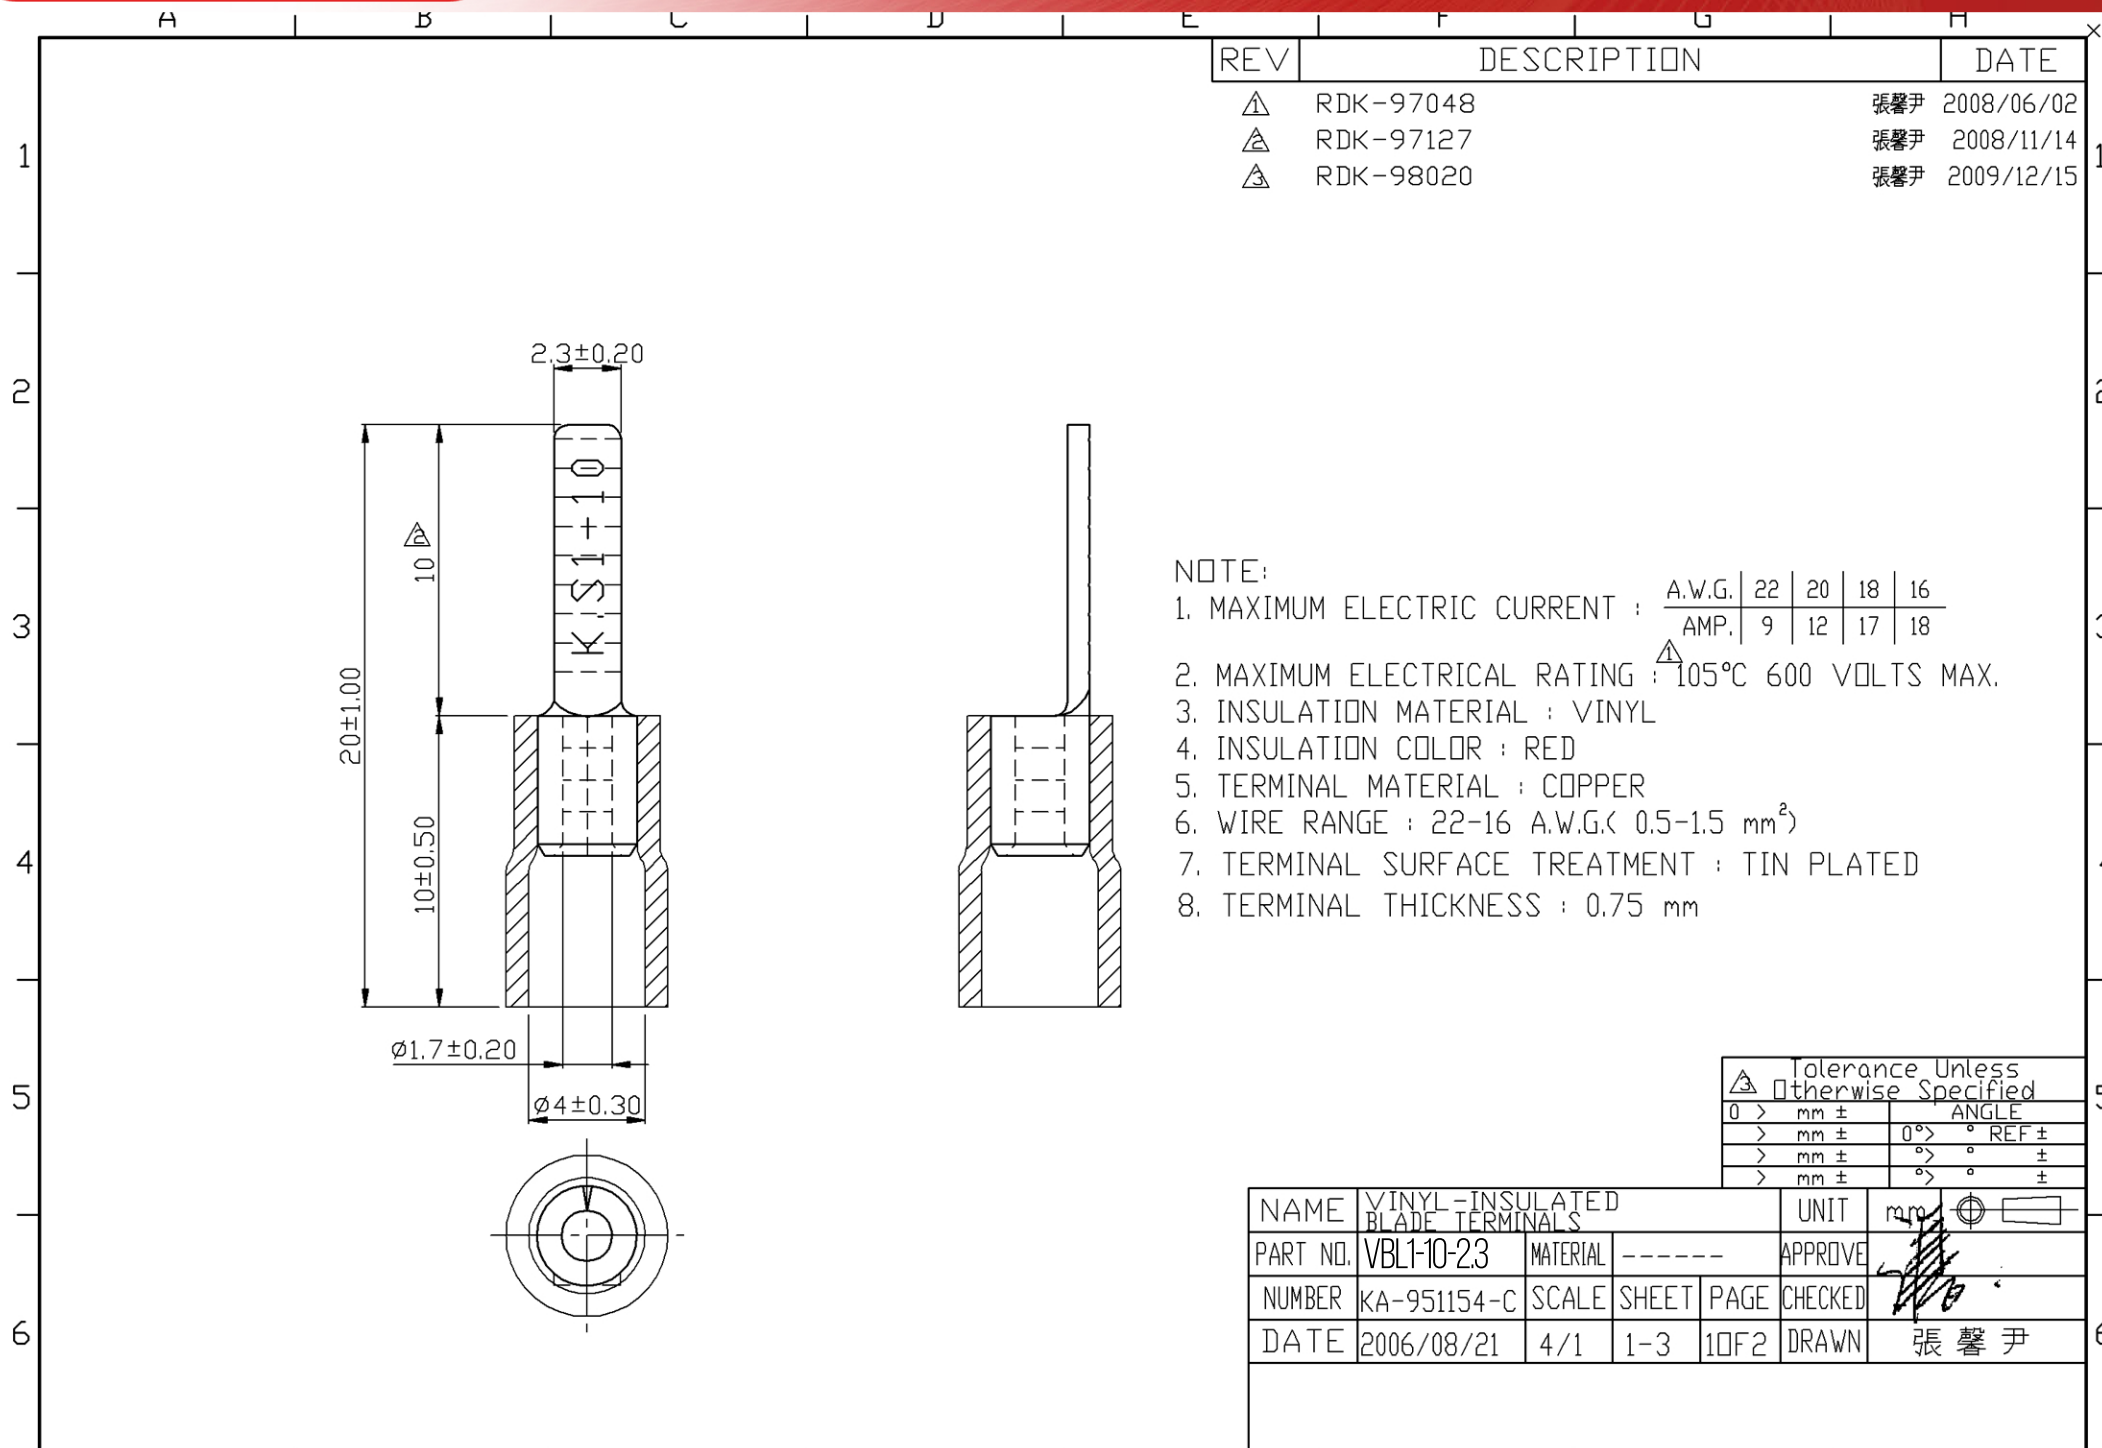 A B C D E F G H
REV DESCRIPTION DATE
1 RDK-97048 張馨尹 2008/06/02
2 RDK-97127 張馨尹 2008/11/14
3 RDK-98020 張馨尹 2009/12/15
1
2
3
4
5
6
2.3±0.20
K.S1+10
10 2
20±1.00
10±0.50
Ø1.7±0.20
Ø4±0.30
NOTE:
1. MAXIMUM ELECTRIC CURRENT : A.W.G. 22 20 18 16
AMP. 9 12 17 18
1
2. MAXIMUM ELECTRICAL RATING : 105°C 600 VOLTS MAX.
3. INSULATION MATERIAL : VINYL
4. INSULATION COLOR : RED
5. TERMINAL MATERIAL : COPPER
6. WIRE RANGE : 22-16 A.W.G.( 0.5-1.5 mm²)
7. TERMINAL SURFACE TREATMENT : TIN PLATED
8. TERMINAL THICKNESS : 0.75 mm
3 Tolerance Unless
Otherwise Specified
0 > mm ± ANGLE
> mm ± 0°> ° REF ±
> mm ± °> ° ±
> mm ± °> ° ±
NAME VINYL-INSULATED
BLADE TERMINALS
UNIT mm
PART NO. VBL1-10-2.3 MATERIAL ------ APPROVE
NUMBER KA-951154-C SCALE SHEET PAGE CHECKED
DATE 2006/08/21 4/1 1-3 1OF2 DRAWN 張馨尹